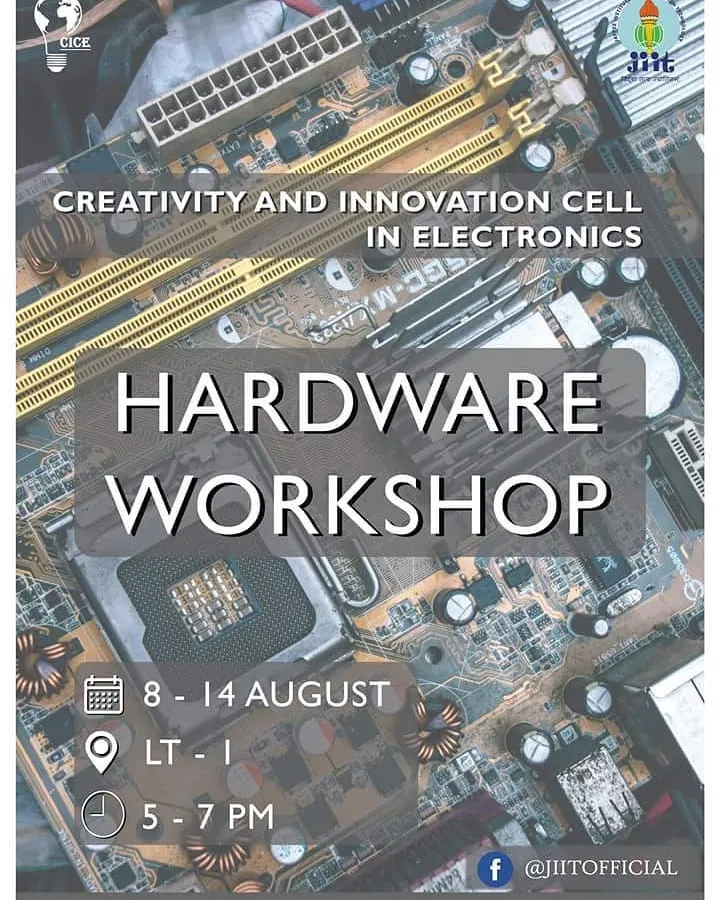 CICE
jiit
CREATIVITY AND INNOVATION CELL
IN ELECTRONICS
HARDWARE
WORKSHOP
8 - 14 AUGUST
LT - 1
5 - 7 PM
@JIITOFFICIAL